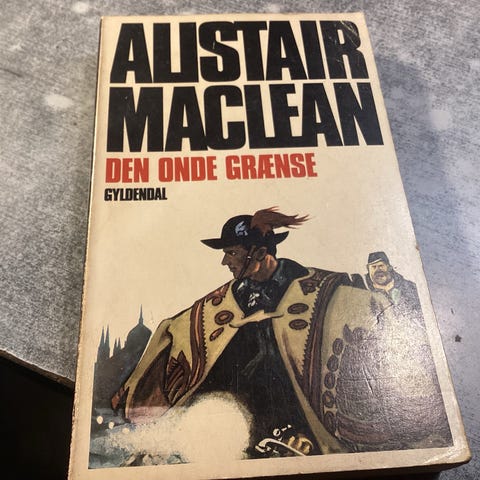 ALISTAIR
MACLEAN
DEN ONDE GRÆNSE
GYLDENDAL